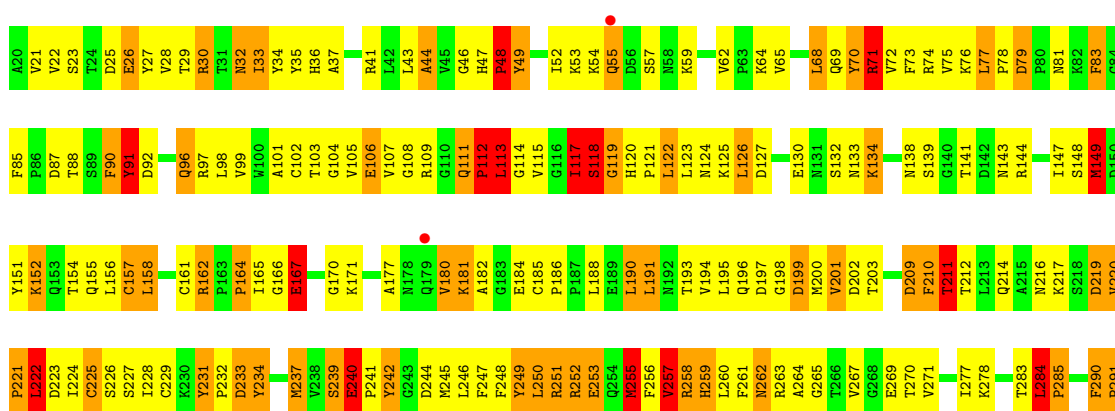 A20 V21 V22 S23 T24 D25 E26 Y27 V28 T29 R30 T31 N32 I33 Y34 Y35 H36 A37 R41 L42 L43 A44 V45 G46 H47 P48 Y49 I52 K53 K54 Q55 D56 S57 N58 K59 V62 P63 K64 V65 L68 Q69 Y70 R71 V72 F73 R74 V75 K76 L77 P78 D79 P80 N81 K82 F83 G84
F85 P86 D87 T88 S89 F90 Y91 D92 Q96 R97 L98 V99 W100 A101 C102 T103 G104 V105 E106 V107 G108 R109 G110 Q111 P112 L113 G114 V115 G116 I117 S118 G119 H120 P121 L122 L123 N124 K125 L126 D127 E130 N131 S132 N133 K134 N138 S139 G140 T141 D142 N143 R144 I147 S148 M149 D150
Y151 K152 Q153 T154 Q155 L156 C157 L158 C161 R162 P163 P164 I165 G166 E167 G170 K171 A177 N178 Q179 V180 K181 A182 G183 E184 C185 P186 P187 L188 E189 L190 L191 N192 T193 V194 L195 Q196 D197 G198 D199 M200 V201 D202 T203 D209 F210 T211 T212 L213 Q214 A215 N216 K217 S218 D219 V220
P221 L222 D223 I224 C225 S226 S227 I228 C229 K230 Y231 P232 D233 Y234 M237 V238 S239 E240 P241 Y242 G243 D244 M245 L246 F247 F248 Y249 L250 R251 R252 E253 Q254 M255 F256 V257 R258 H259 L260 F261 N262 R263 A264 G265 T266 V267 G268 E269 T270 V271 I277 K278 T283 L284 P285 F290